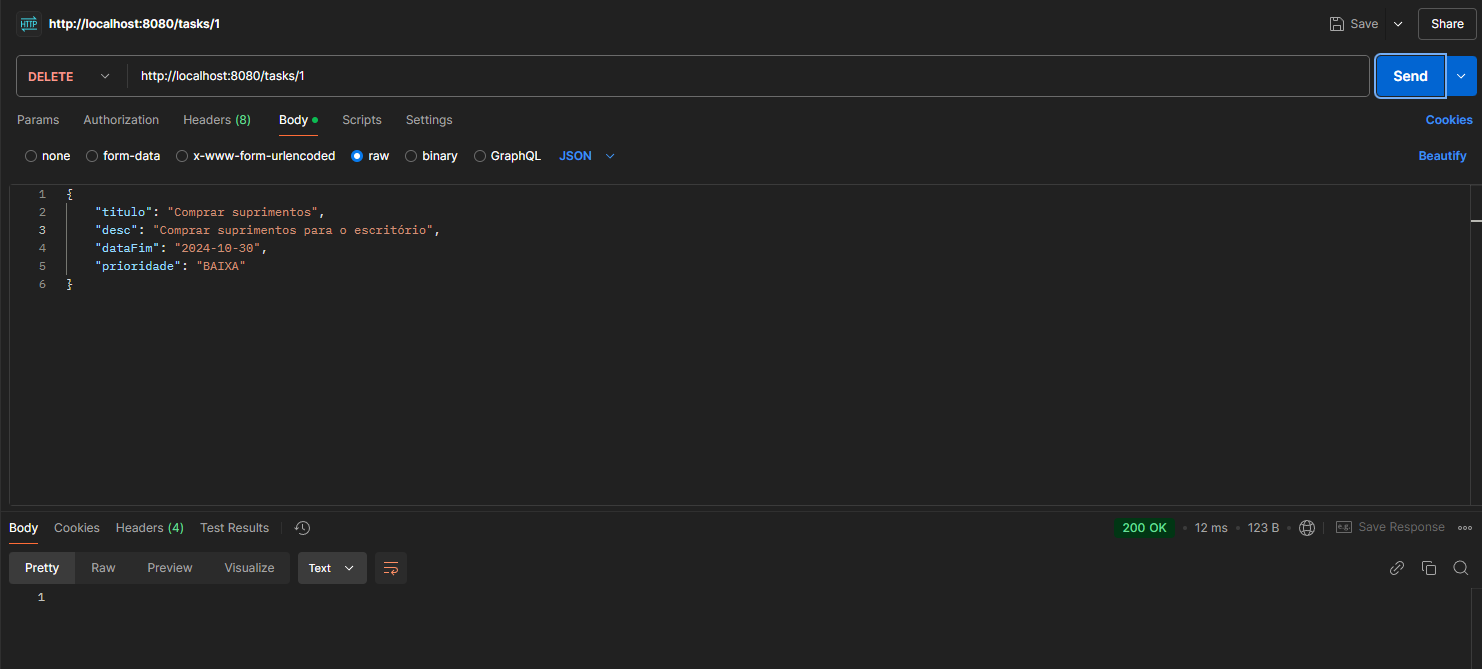 HTTP http://localhost:8080/tasks/1 Save Share
DELETE http://localhost:8080/tasks/1 Send
Params Authorization Headers (8) Body Scripts Settings Cookies
none form-data x-www-form-urlencoded raw binary GraphQL JSON Beautify
1 {
2 "titulo": "Comprar suprimentos",
3 "desc": "Comprar suprimentos para o escritório",
4 "dataFim": "2024-10-30",
5 "prioridade": "BAIXA"
6 }
Body Cookies Headers (4) Test Results 200 OK 12 ms 123 B e.g. Save Response
Pretty Raw Preview Visualize Text
1